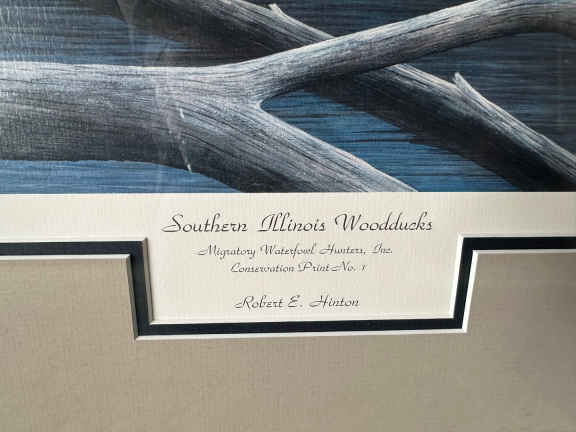 Southern Illinois Woodducks
Migratory Waterfowl Hunters, Inc.
Conservation Print No. 1
Robert E. Hinton